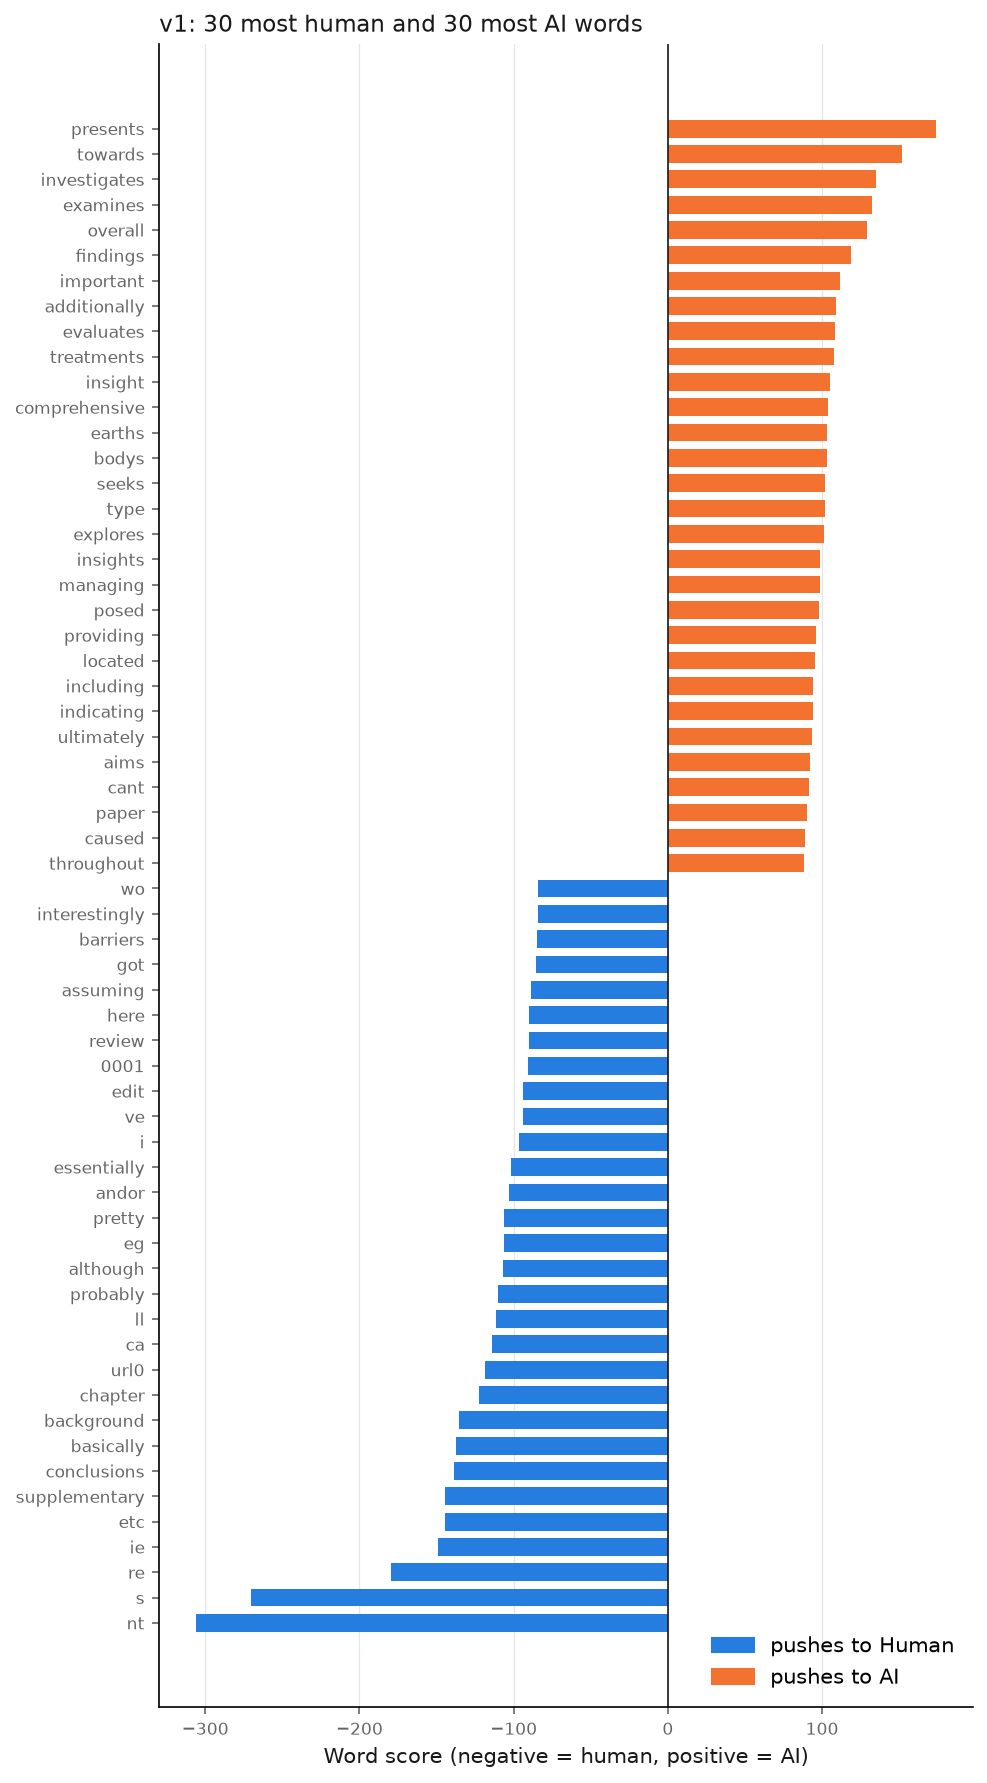 v1: 30 most human and 30 most AI words
presents
towards
investigates
examines
overall
findings
important
additionally
evaluates
treatments
insight
comprehensive
earths
bodys
seeks
type
explores
insights
managing
posed
providing
located
including
indicating
ultimately
aims
cant
paper
caused
throughout
wo
interestingly
barriers
got
assuming
here
review
0001
edit
ve
i
essentially
andor
pretty
eg
although
probably
ll
ca
url0
chapter
background
basically
conclusions
supplementary
etc
ie
re
s
nt
pushes to Human
pushes to AI
−300 −200 −100 0 100
Word score (negative = human, positive = AI)